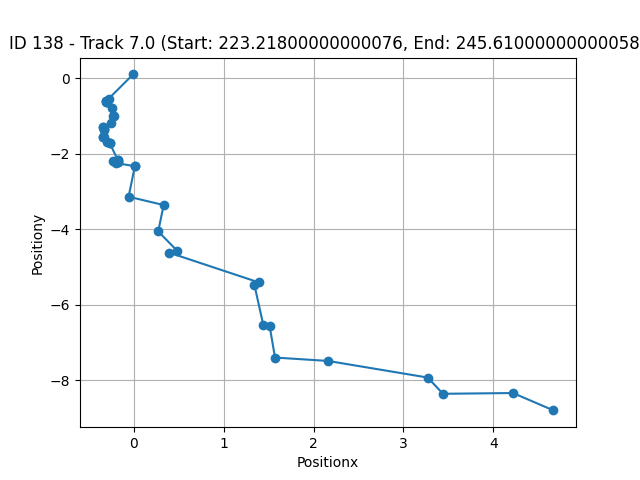 ID 138 - Track 7.0 (Start: 223.21800000000076, End: 245.61000000000058
0
−2
−4
−6
−8
Positiony
0 1 2 3 4
Positionx